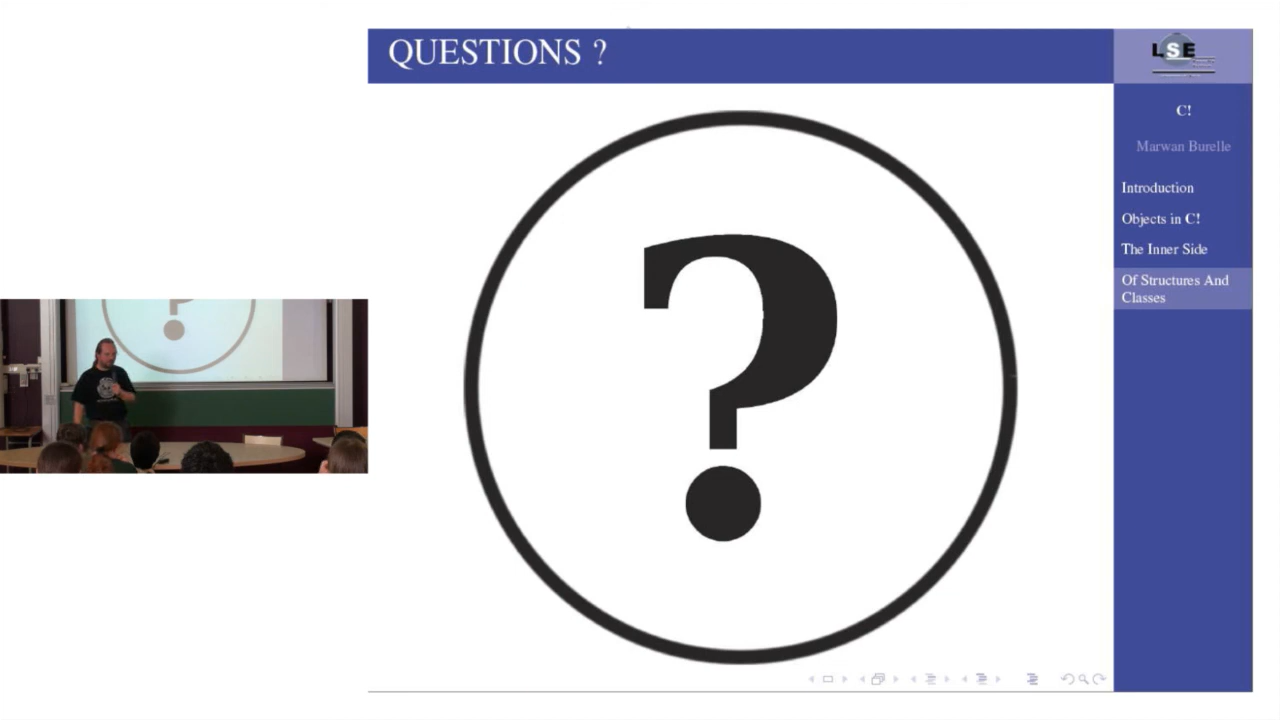 QUESTIONS ?
?
LSE
C!
Marwan Burelle
Introduction
Objects in C!
The Inner Side
Of Structures And
Classes